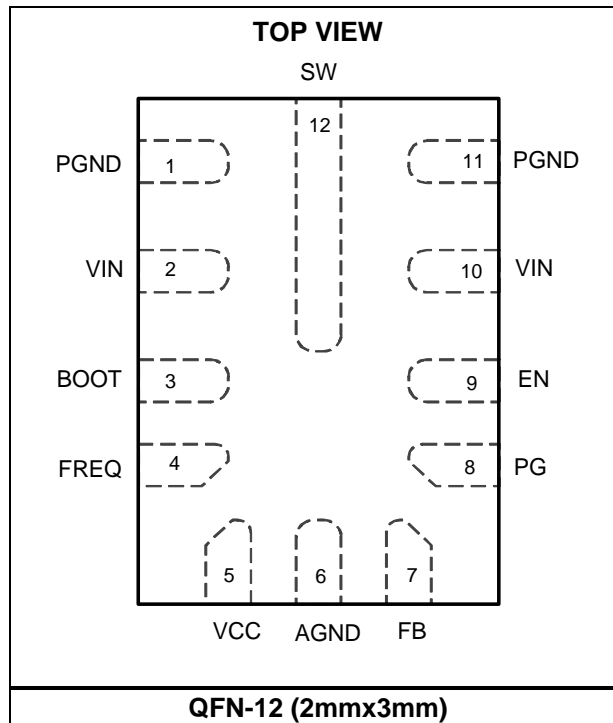 TOP VIEW
SW
12
PGND 1 11 PGND
VIN 2 10 VIN
BOOT 3 9 EN
FREQ 4 8 PG
5 6 7
VCC AGND FB
QFN-12 (2mmx3mm)